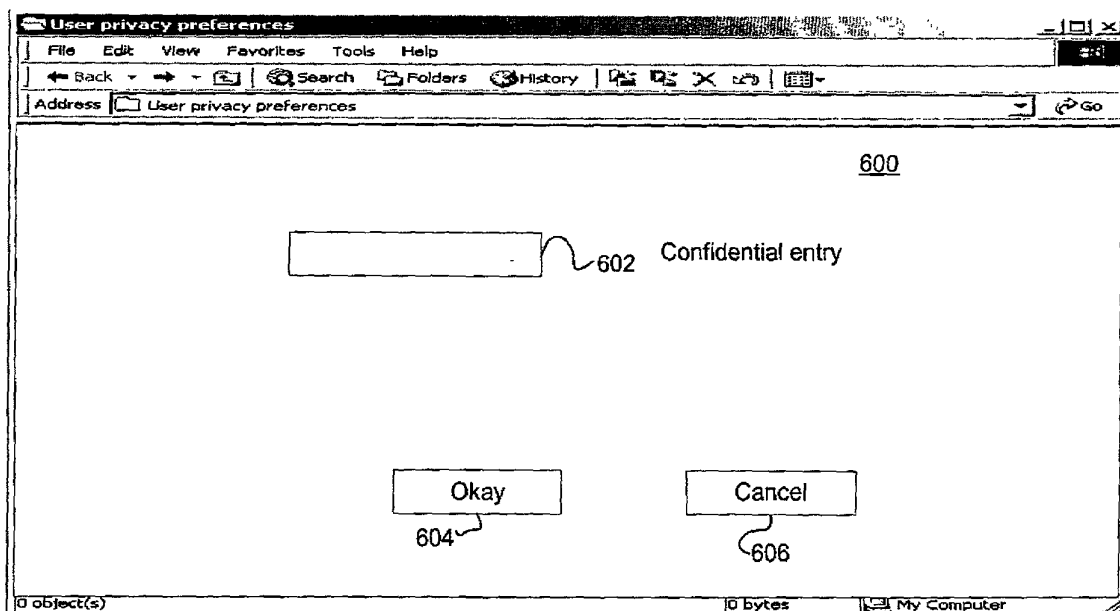 User privacy preferences
File Edit View Favorites Tools Help
Back Search Folders History
Address User privacy preferences Go
600
602 Confidential entry
Okay Cancel
604 606
0 object(s) 0 bytes My Computer